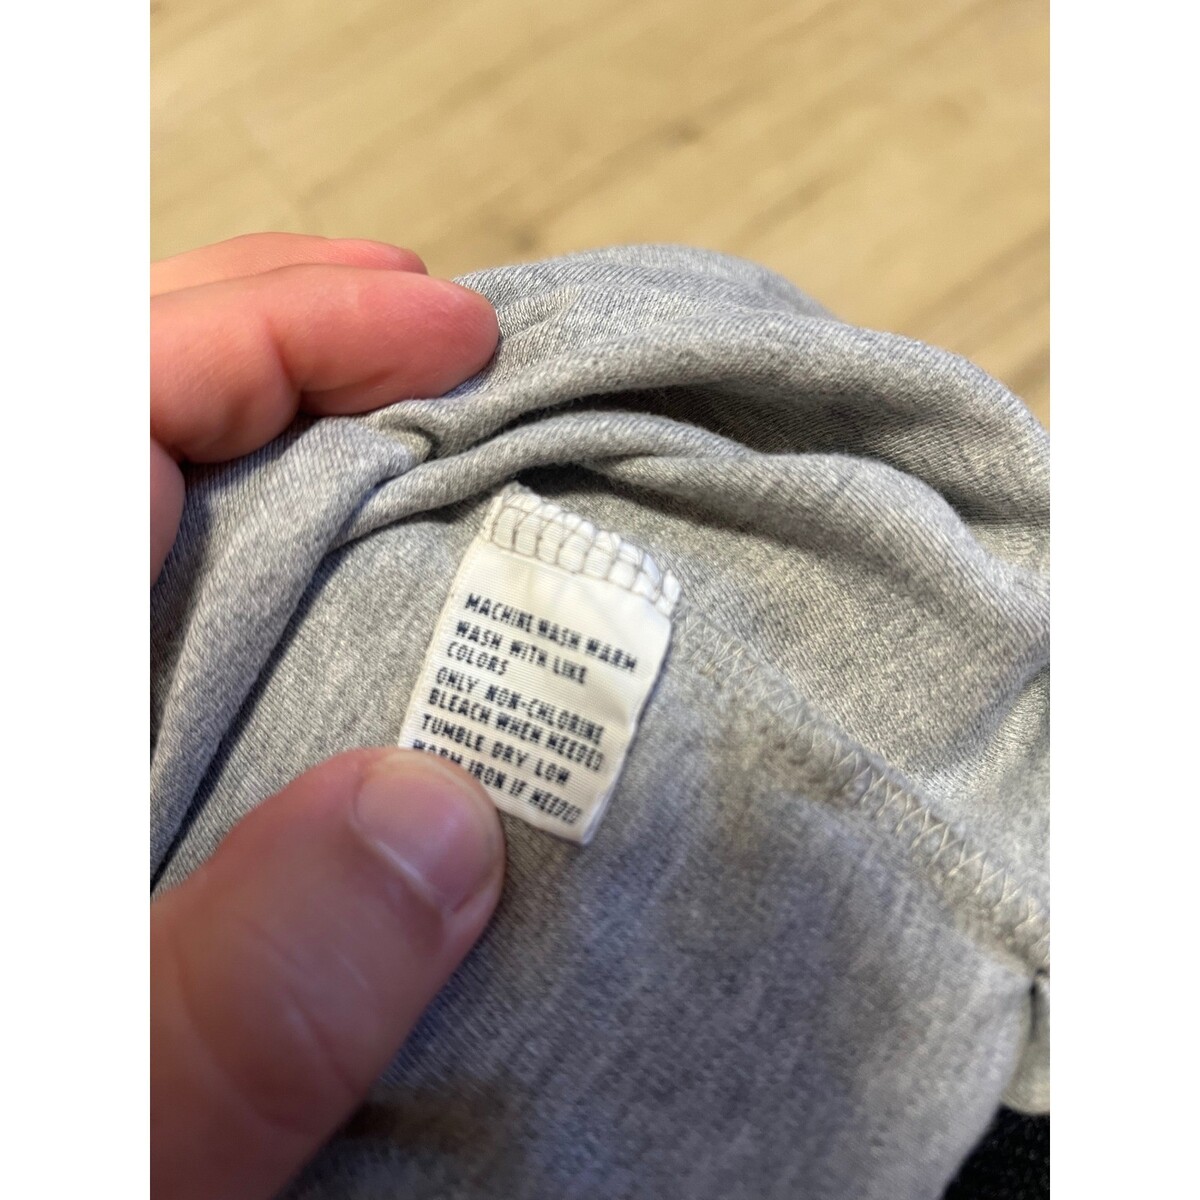 MACHINE WASH WARM
WASH WITH LIKE
COLORS
ONLY NON-CHLORINE
BLEACH WHEN NEEDED
TUMBLE DRY LOW
WARM IRON IF NEEDED